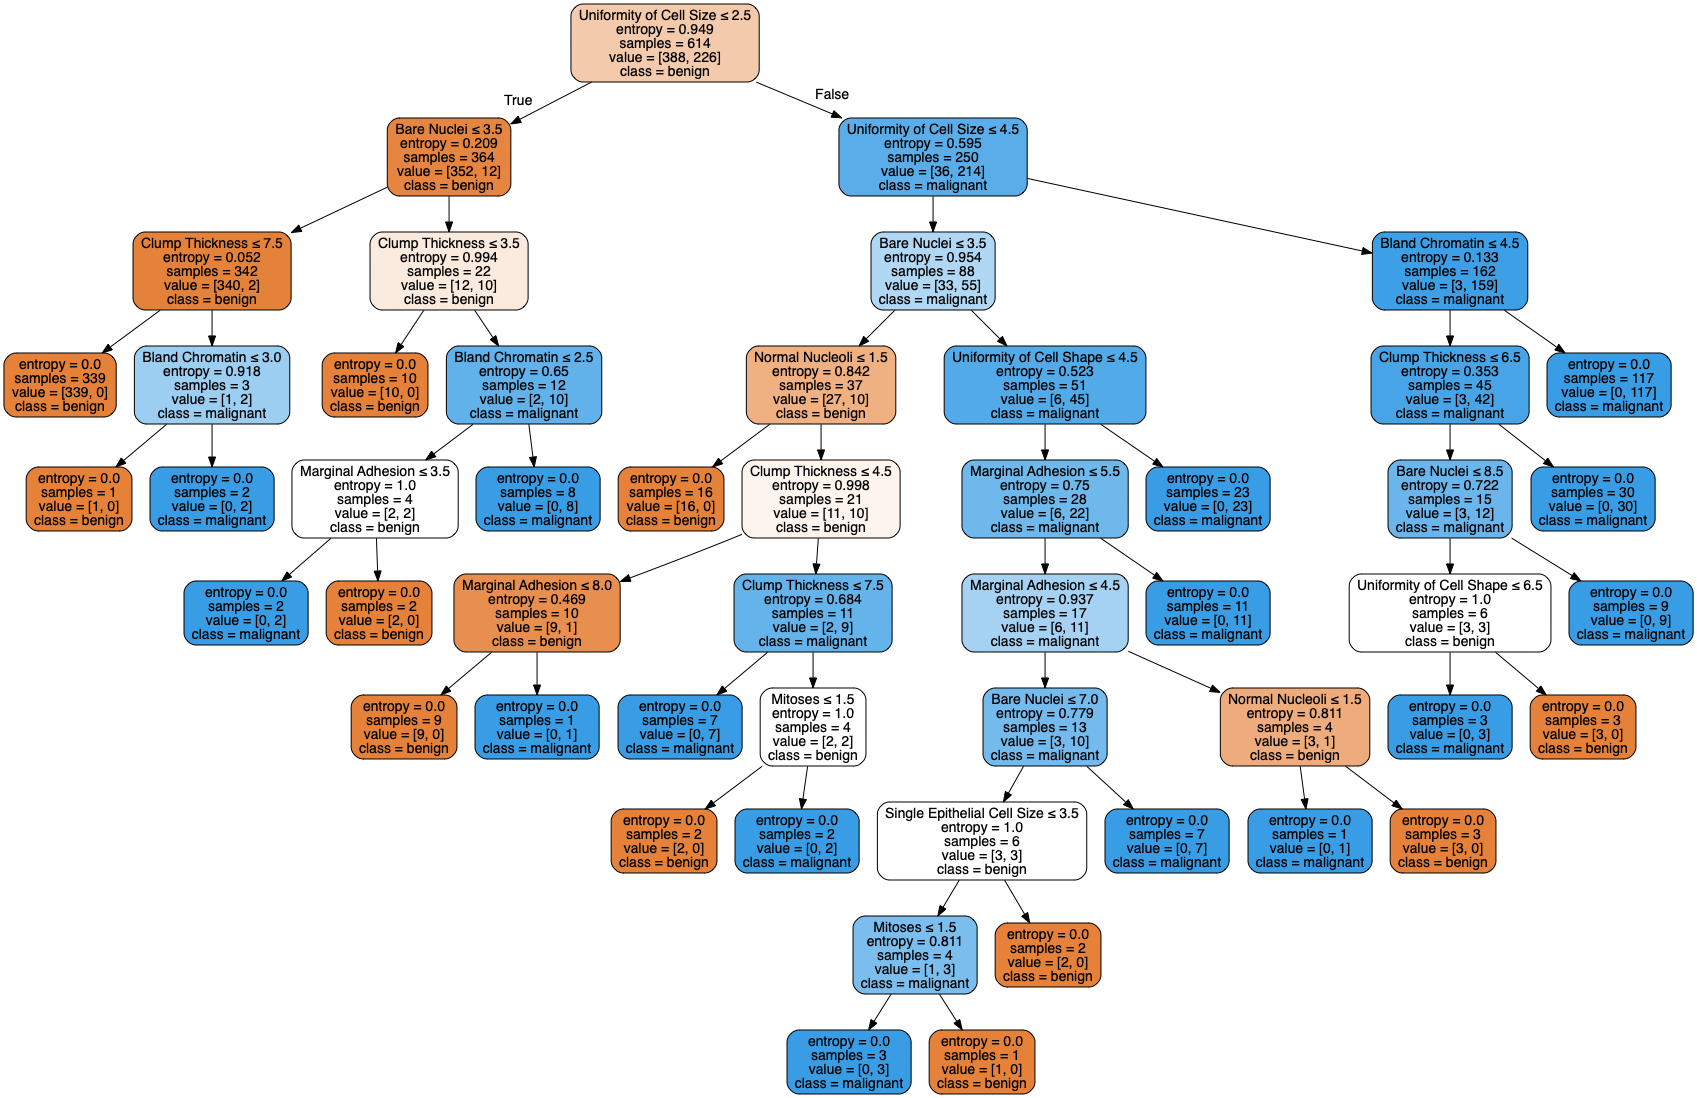 Uniformity of Cell Size ≤ 2.5
entropy = 0.949
samples = 614
value = [388, 226]
class = benign
True
False
Bare Nuclei ≤ 3.5
entropy = 0.209
samples = 364
value = [352, 12]
class = benign
Uniformity of Cell Size ≤ 4.5
entropy = 0.595
samples = 250
value = [36, 214]
class = malignant
Clump Thickness ≤ 7.5
entropy = 0.052
samples = 342
value = [340, 2]
class = benign
Clump Thickness ≤ 3.5
entropy = 0.994
samples = 22
value = [12, 10]
class = benign
Bare Nuclei ≤ 3.5
entropy = 0.954
samples = 88
value = [33, 55]
class = malignant
Bland Chromatin ≤ 4.5
entropy = 0.133
samples = 162
value = [3, 159]
class = malignant
entropy = 0.0
samples = 339
value = [339, 0]
class = benign
Bland Chromatin ≤ 3.0
entropy = 0.918
samples = 3
value = [1, 2]
class = malignant
entropy = 0.0
samples = 10
value = [10, 0]
class = benign
Bland Chromatin ≤ 2.5
entropy = 0.65
samples = 12
value = [2, 10]
class = malignant
Normal Nucleoli ≤ 1.5
entropy = 0.842
samples = 37
value = [27, 10]
class = benign
Uniformity of Cell Shape ≤ 4.5
entropy = 0.523
samples = 51
value = [6, 45]
class = malignant
Clump Thickness ≤ 6.5
entropy = 0.353
samples = 45
value = [3, 42]
class = malignant
entropy = 0.0
samples = 117
value = [0, 117]
class = malignant
entropy = 0.0
samples = 1
value = [1, 0]
class = benign
entropy = 0.0
samples = 2
value = [0, 2]
class = malignant
Marginal Adhesion ≤ 3.5
entropy = 1.0
samples = 4
value = [2, 2]
class = benign
entropy = 0.0
samples = 8
value = [0, 8]
class = malignant
entropy = 0.0
samples = 16
value = [16, 0]
class = benign
Clump Thickness ≤ 4.5
entropy = 0.998
samples = 21
value = [11, 10]
class = benign
Marginal Adhesion ≤ 5.5
entropy = 0.75
samples = 28
value = [6, 22]
class = malignant
entropy = 0.0
samples = 23
value = [0, 23]
class = malignant
Bare Nuclei ≤ 8.5
entropy = 0.722
samples = 15
value = [3, 12]
class = malignant
entropy = 0.0
samples = 30
value = [0, 30]
class = malignant
entropy = 0.0
samples = 2
value = [0, 2]
class = malignant
entropy = 0.0
samples = 2
value = [2, 0]
class = benign
Marginal Adhesion ≤ 8.0
entropy = 0.469
samples = 10
value = [9, 1]
class = benign
Clump Thickness ≤ 7.5
entropy = 0.684
samples = 11
value = [2, 9]
class = malignant
Marginal Adhesion ≤ 4.5
entropy = 0.937
samples = 17
value = [6, 11]
class = malignant
entropy = 0.0
samples = 11
value = [0, 11]
class = malignant
Uniformity of Cell Shape ≤ 6.5
entropy = 1.0
samples = 6
value = [3, 3]
class = benign
entropy = 0.0
samples = 9
value = [0, 9]
class = malignant
entropy = 0.0
samples = 9
value = [9, 0]
class = benign
entropy = 0.0
samples = 1
value = [0, 1]
class = malignant
entropy = 0.0
samples = 7
value = [0, 7]
class = malignant
Mitoses ≤ 1.5
entropy = 1.0
samples = 4
value = [2, 2]
class = benign
Bare Nuclei ≤ 7.0
entropy = 0.779
samples = 13
value = [3, 10]
class = malignant
Normal Nucleoli ≤ 1.5
entropy = 0.811
samples = 4
value = [3, 1]
class = benign
entropy = 0.0
samples = 3
value = [0, 3]
class = malignant
entropy = 0.0
samples = 3
value = [3, 0]
class = benign
entropy = 0.0
samples = 2
value = [2, 0]
class = benign
entropy = 0.0
samples = 2
value = [0, 2]
class = malignant
Single Epithelial Cell Size ≤ 3.5
entropy = 1.0
samples = 6
value = [3, 3]
class = benign
entropy = 0.0
samples = 7
value = [0, 7]
class = malignant
entropy = 0.0
samples = 1
value = [0, 1]
class = malignant
entropy = 0.0
samples = 3
value = [3, 0]
class = benign
Mitoses ≤ 1.5
entropy = 0.811
samples = 4
value = [1, 3]
class = malignant
entropy = 0.0
samples = 2
value = [2, 0]
class = benign
entropy = 0.0
samples = 3
value = [0, 3]
class = malignant
entropy = 0.0
samples = 1
value = [1, 0]
class = benign